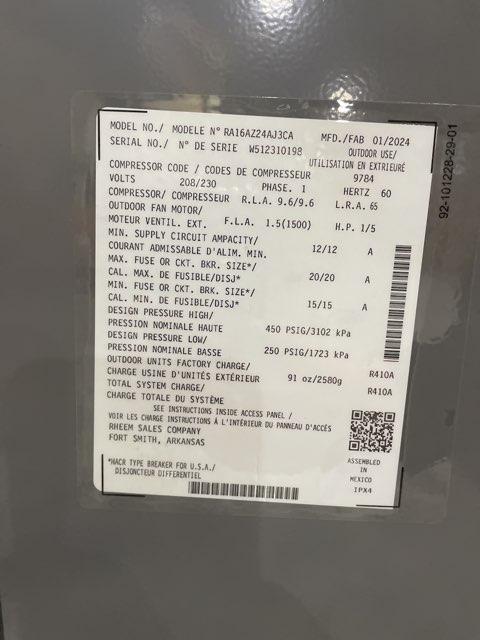 MODEL NO./ MODELE N° RA16AZ24AJ3CA MFD./FAB 01/2024
SERIAL NO./ N° DE SERIE W512310198 OUTDOOR USE/
UTILISATION EN EXTRIEURÉ
COMPRESSOR CODE / CODES DE COMPRESSEUR 9784
VOLTS 208/230 PHASE. 1 HERTZ 60
COMPRESSOR/ COMPRESSEUR R.L.A. 9.6/9.6 L.R.A. 65
OUTDOOR FAN MOTOR/
MOTEUR VENTIL. EXT. F.L.A. 1.5(1500) H.P. 1/5
MIN. SUPPLY CIRCUIT AMPACITY/
COURANT ADMISSABLE D'ALIM. MIN. 12/12 A
MAX. FUSE OR CKT. BKR. SIZE*/
CAL. MAX. DE FUSIBLE/DISJ* 20/20 A
MIN. FUSE OR CKT. BRK. SIZE*/
CAL. MIN. DE FUSIBLE/DISJ* 15/15 A
DESIGN PRESSURE HIGH/
PRESSION NOMINALE HAUTE 450 PSIG/3102 kPa
DESIGN PRESSURE LOW/
PRESSION NOMINALE BASSE 250 PSIG/1723 kPa
OUTDOOR UNITS FACTORY CHARGE/
CHARGE USINE D'UNITÉS EXTÉRIEUR 91 oz/2580g R410A
TOTAL SYSTEM CHARGE/ R410A
CHARGE TOTALE DU SYSTÈME
SEE INSTRUCTIONS INSIDE ACCESS PANEL /
VOIR LES CHARGE INSTRUCTIONS À L'INTÉRIEUR DU PANNEAU D'ACCÈS
RHEEM SALES COMPANY
FORT SMITH, ARKANSAS
ASSEMBLED
IN
MEXICO
IPX4
*HACR TYPE BREAKER FOR U.S.A./
DISJONCTEUR DIFFERENTIEL
92-101228-29-01